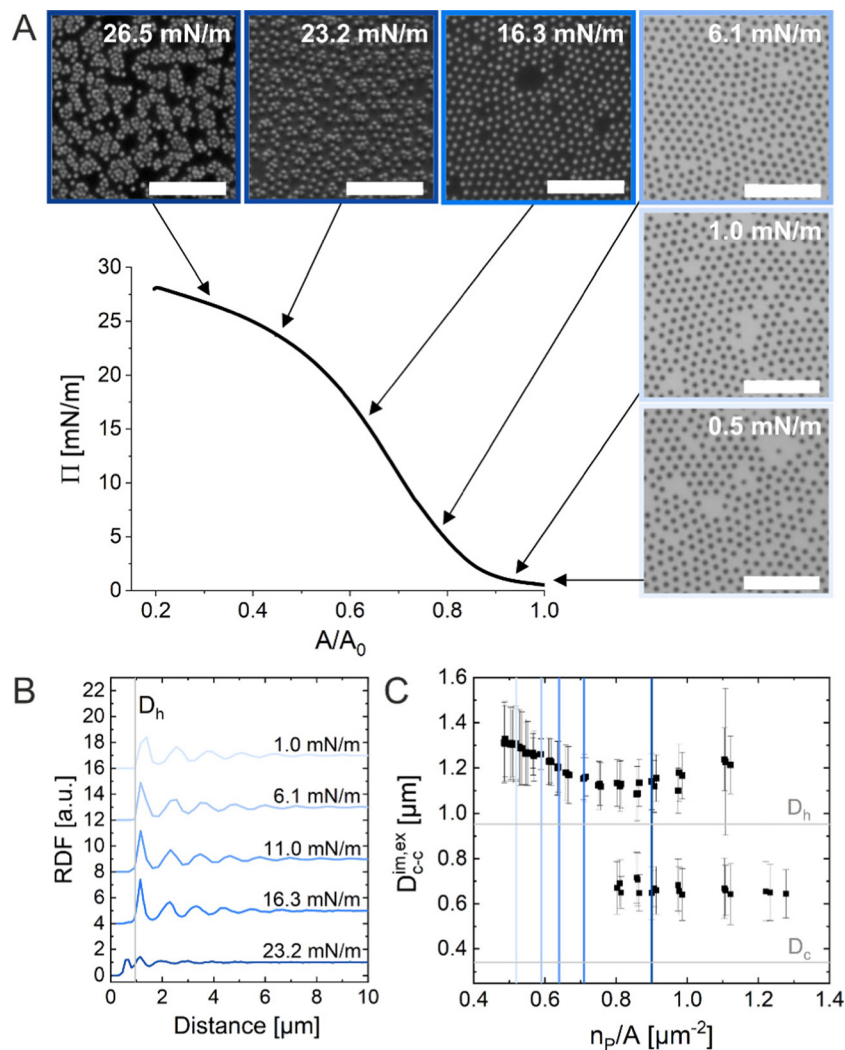 A
26.5 mN/m
23.2 mN/m
16.3 mN/m
6.1 mN/m
1.0 mN/m
0.5 mN/m
30
25
20
15
10
5
0
Π [mN/m]
0.2 0.4 0.6 0.8 1.0
A/A₀
B
22
20
18
16
14
12
10
8
6
4
2
0
RDF [a.u.]
Dₕ
1.0 mN/m
6.1 mN/m
11.0 mN/m
16.3 mN/m
23.2 mN/m
0 2 4 6 8 10
Distance [µm]
C
1.6
1.4
1.2
1.0
0.8
0.6
0.4
D_{c-c}^{im,ex} [µm]
Dₕ
D_c
0.4 0.6 0.8 1.0 1.2 1.4
n_P/A [µm⁻²]